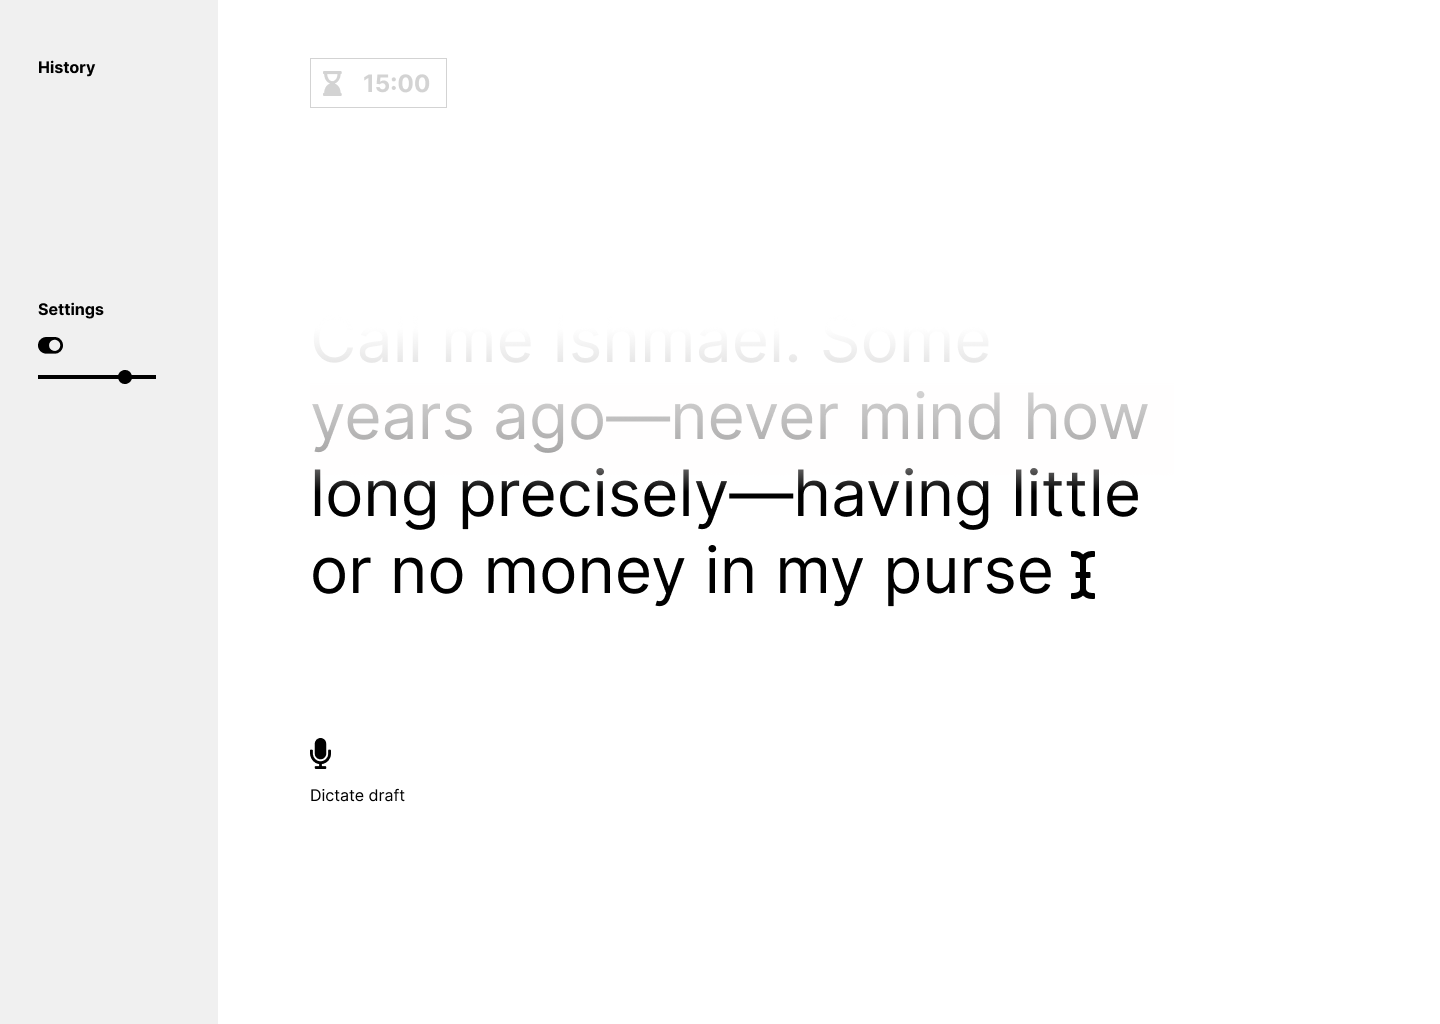 History
15:00
Settings
Call me Ishmael. Some
years ago—never mind how
long precisely—having little
or no money in my purse
Dictate draft